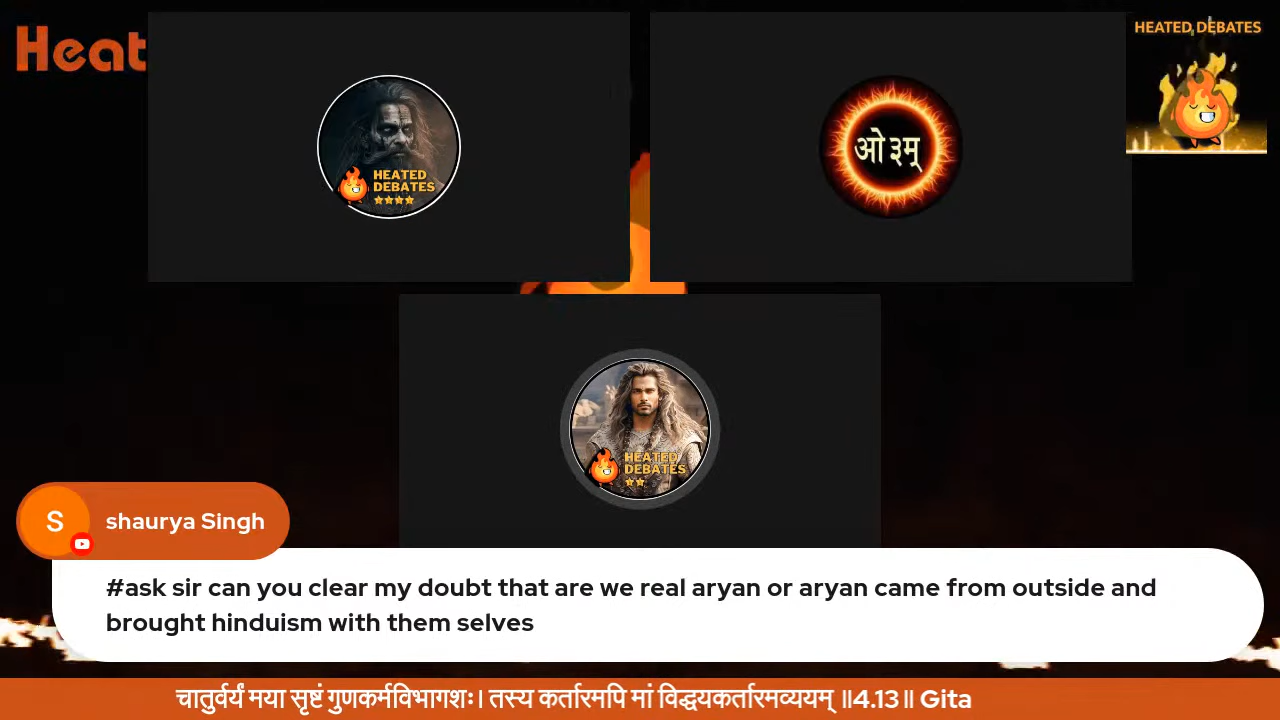 Heat
HEATED DEBATES
HEATED
DEBATES
ओ३म्
HEATED
DEBATES
S
shaurya Singh
#ask sir can you clear my doubt that are we real aryan or aryan came from outside and
brought hinduism with them selves
चातुर्वर्यं मया सृष्टं गुणकर्मविभागशः। तस्य कर्तारमपि मां विद्धयकर्तारमव्ययम् ॥4.13॥ Gita